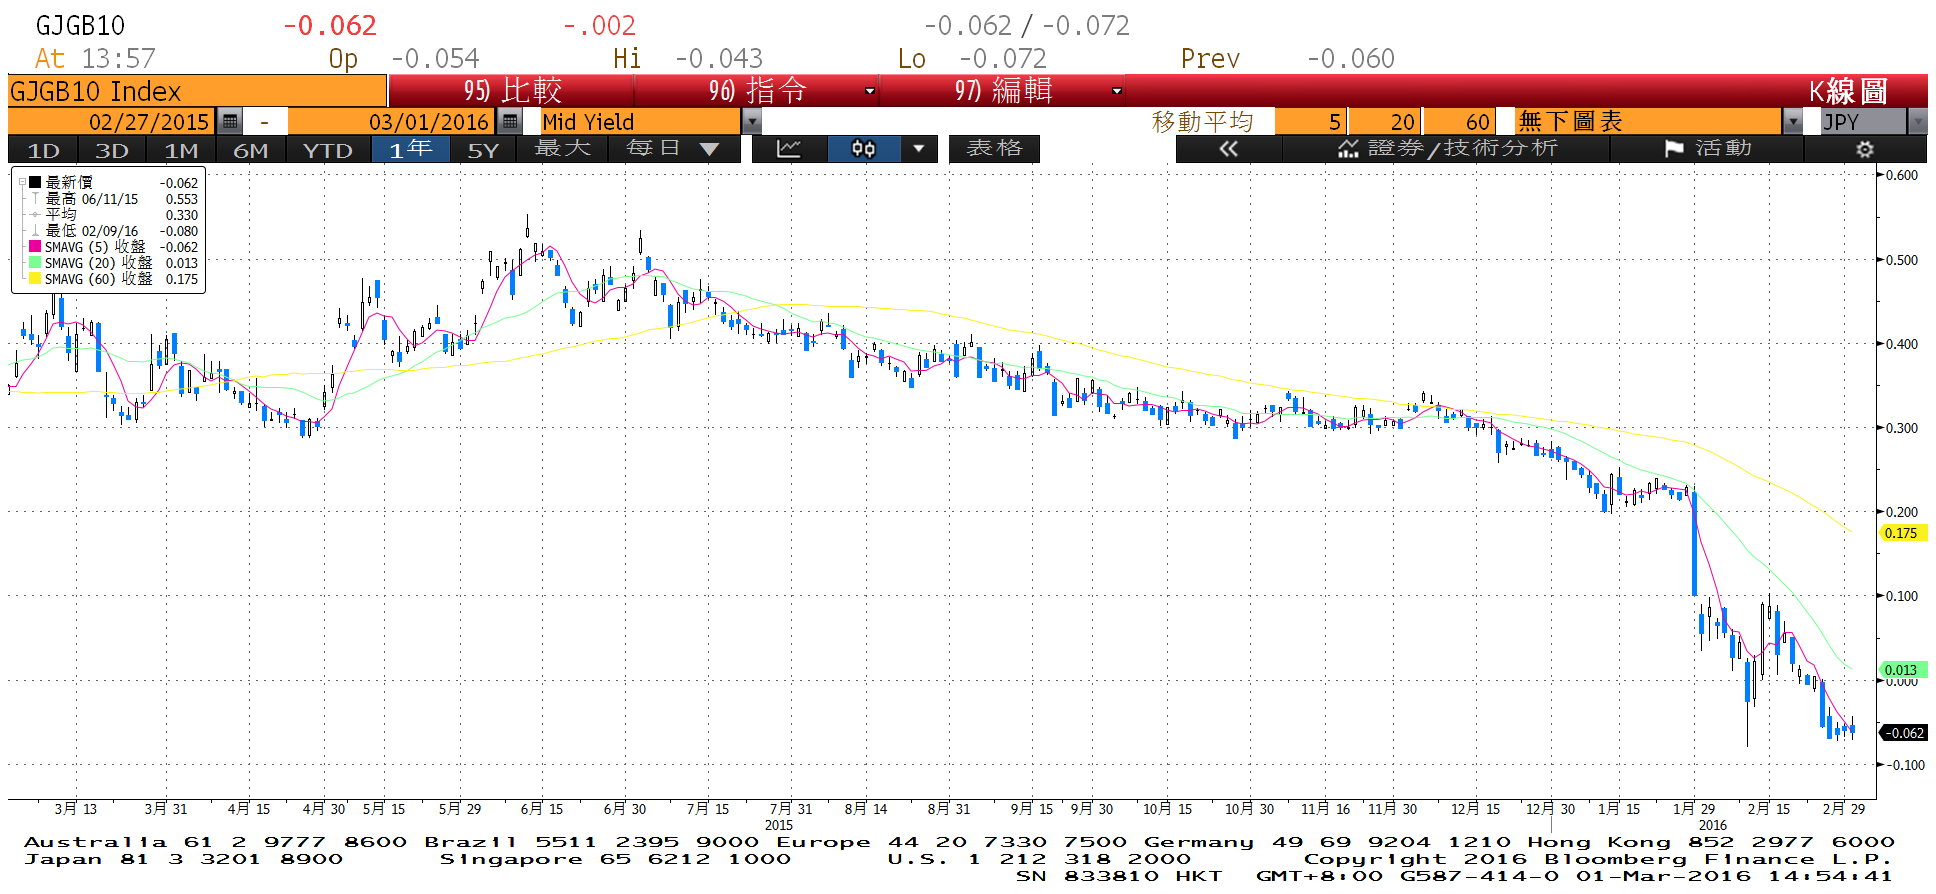 GJGB10 -0.062 -.002 -0.062 / -0.072
At 13:57 Op -0.054 Hi -0.043 Lo -0.072 Prev -0.060
GJGB10 Index 95) 比較 96) 指令 97) 編輯 K線圖
02/27/2015 - 03/01/2016 Mid Yield 移動平均 5 20 60 無下圖表 JPY
1D 3D 1M 6M YTD 1年 5Y 最大 每日 表格 « 證券/技術分析 活動
最新價 -0.062
最高 06/11/15 0.553
平均 0.330
最低 02/09/16 -0.080
SMAVG (5) 收盤 -0.062
SMAVG (20) 收盤 0.013
SMAVG (60) 收盤 0.175
0.600
0.500
0.400
0.300
0.200
0.175
0.100
0.013
0.000
-0.062
-0.100
3月 13 3月 31 4月 15 4月 30 5月 15 5月 29 6月 15 6月 30 7月 15 7月 31 8月 14 8月 31 9月 15 9月 30 10月 15 10月 30 11月 16 11月 30 12月 15 12月 30 1月 15 1月 29 2月 15 2月 29
2015 2016
Australia 61 2 9777 8600 Brazil 5511 2395 9000 Europe 44 20 7330 7500 Germany 49 69 9204 1210 Hong Kong 852 2977 6000
Japan 81 3 3201 8900 Singapore 65 6212 1000 U.S. 1 212 318 2000 Copyright 2016 Bloomberg Finance L.P.
SN 833810 HKT GMT+8:00 G587-414-0 01-Mar-2016 14:54:41